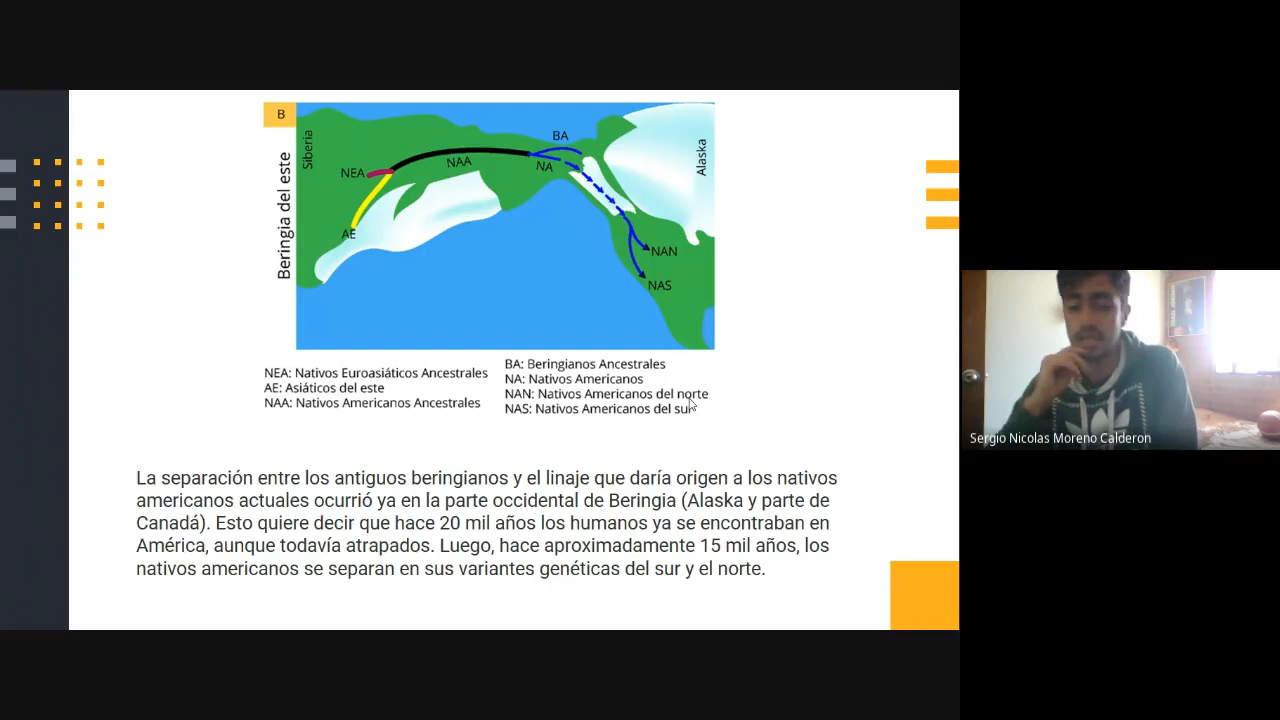 B
Beringia del este
Siberia
NEA
AE
NAA
BA
NA
Alaska
NAN
NAS
NEA: Nativos Euroasiáticos Ancestrales
AE: Asiáticos del este
NAA: Nativos Americanos Ancestrales
BA: Beringianos Ancestrales
NA: Nativos Americanos
NAN: Nativos Americanos del norte
NAS: Nativos Americanos del sur
La separación entre los antiguos beringianos y el linaje que daría origen a los nativos
americanos actuales ocurrió ya en la parte occidental de Beringia (Alaska y parte de
Canadá). Esto quiere decir que hace 20 mil años los humanos ya se encontraban en
América, aunque todavía atrapados. Luego, hace aproximadamente 15 mil años, los
nativos americanos se separan en sus variantes genéticas del sur y el norte.
Sergio Nicolas Moreno Calderon